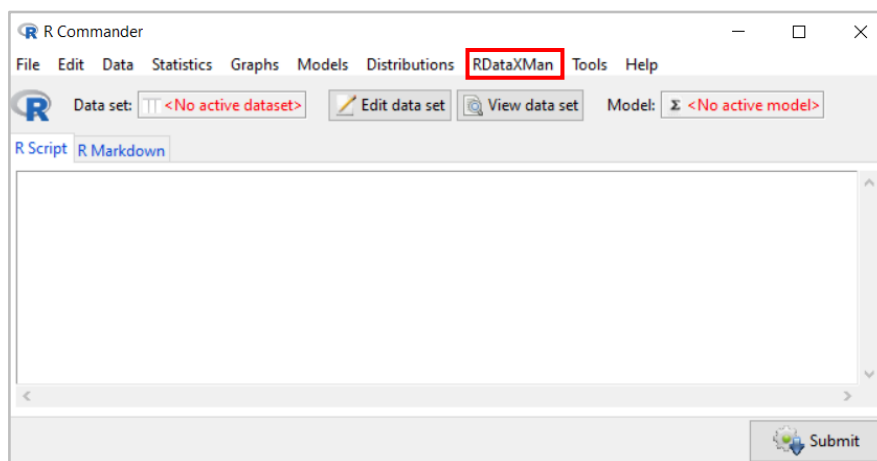 R Commander
File Edit Data Statistics Graphs Models Distributions RDataXMan Tools Help
R Data set: <No active dataset> Edit data set View data set Model: Σ <No active model>
R Script R Markdown
Submit